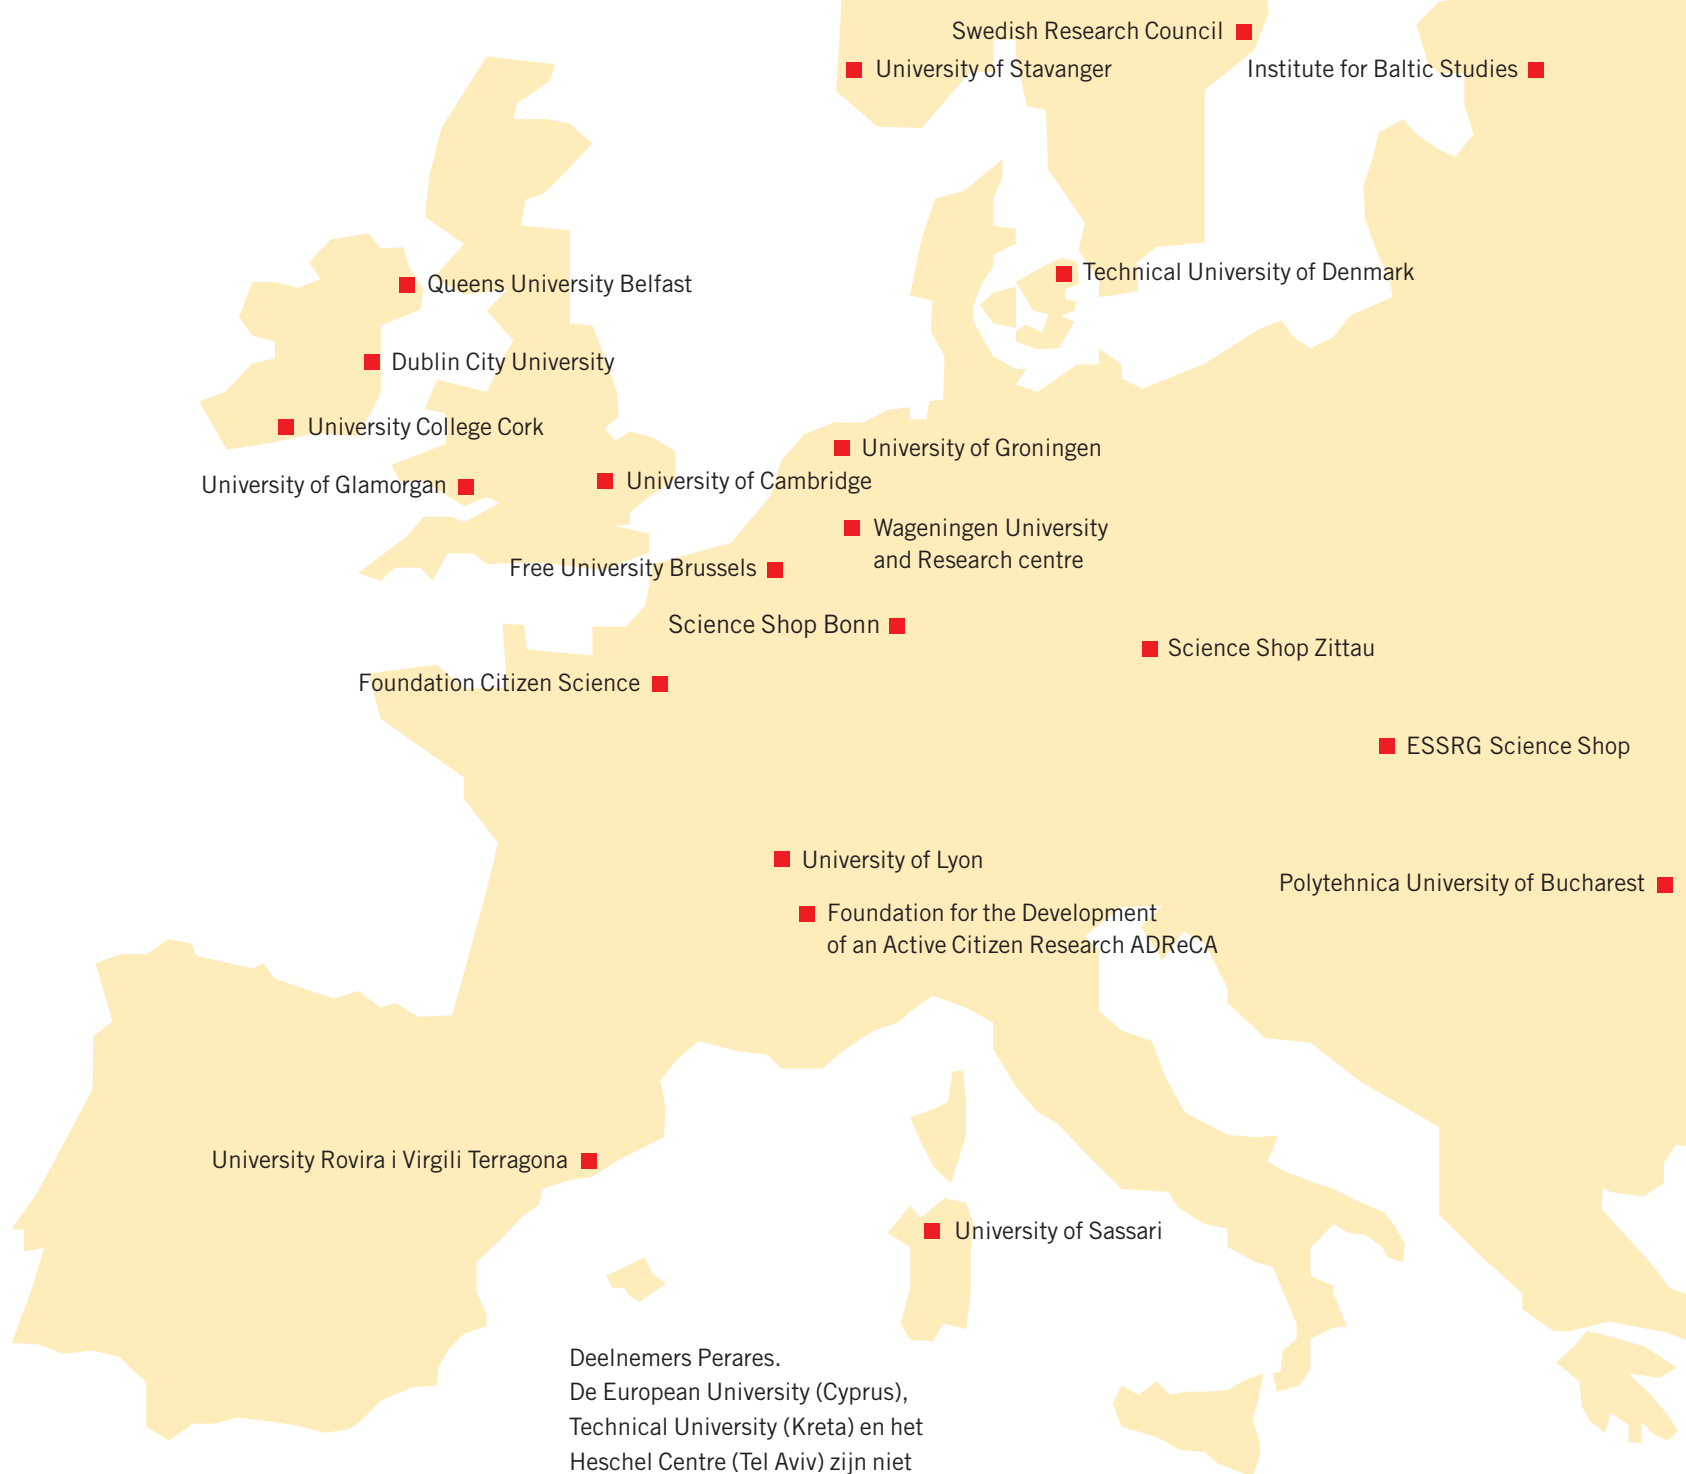 Swedish Research Council
University of Stavanger
Institute for Baltic Studies
Technical University of Denmark
Queens University Belfast
Dublin City University
University College Cork
University of Groningen
University of Glamorgan
University of Cambridge
Wageningen University
and Research centre
Free University Brussels
Science Shop Bonn
Science Shop Zittau
Foundation Citizen Science
ESSRG Science Shop
University of Lyon
Polytehnica University of Bucharest
Foundation for the Development
of an Active Citizen Research ADReCA
University Rovira i Virgili Terragona
University of Sassari
Deelnemers Perares.
De European University (Cyprus),
Technical University (Kreta) en het
Heschel Centre (Tel Aviv) zijn niet